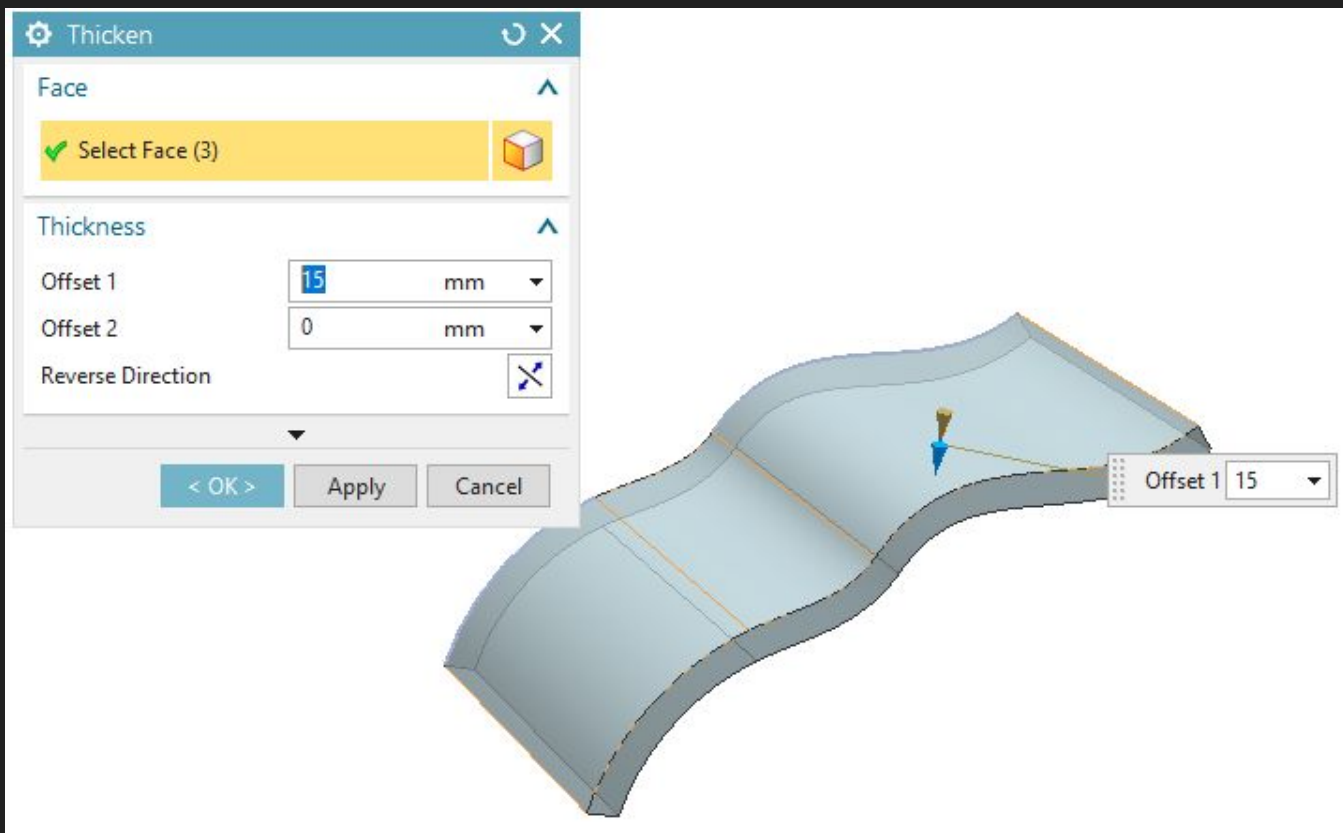 Thicken
Face
Select Face (3)
Thickness
Offset 1 15 mm
Offset 2 0 mm
Reverse Direction
< OK > Apply Cancel
Offset 1 15